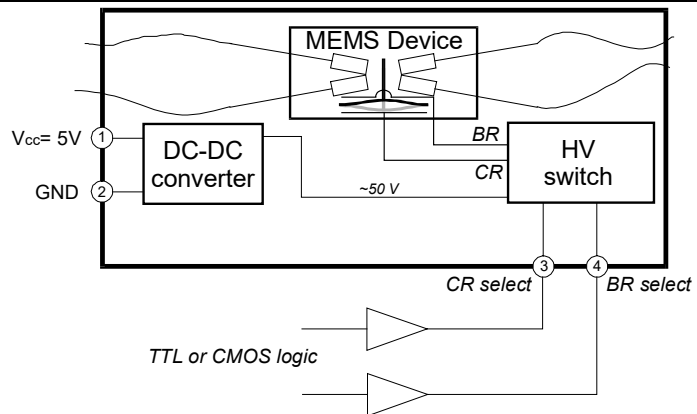 MEMS Device
Vcc= 5V
1
DC-DC
converter
GND
2
~50 V
BR
CR
HV
switch
3
4
CR select
BR select
TTL or CMOS logic